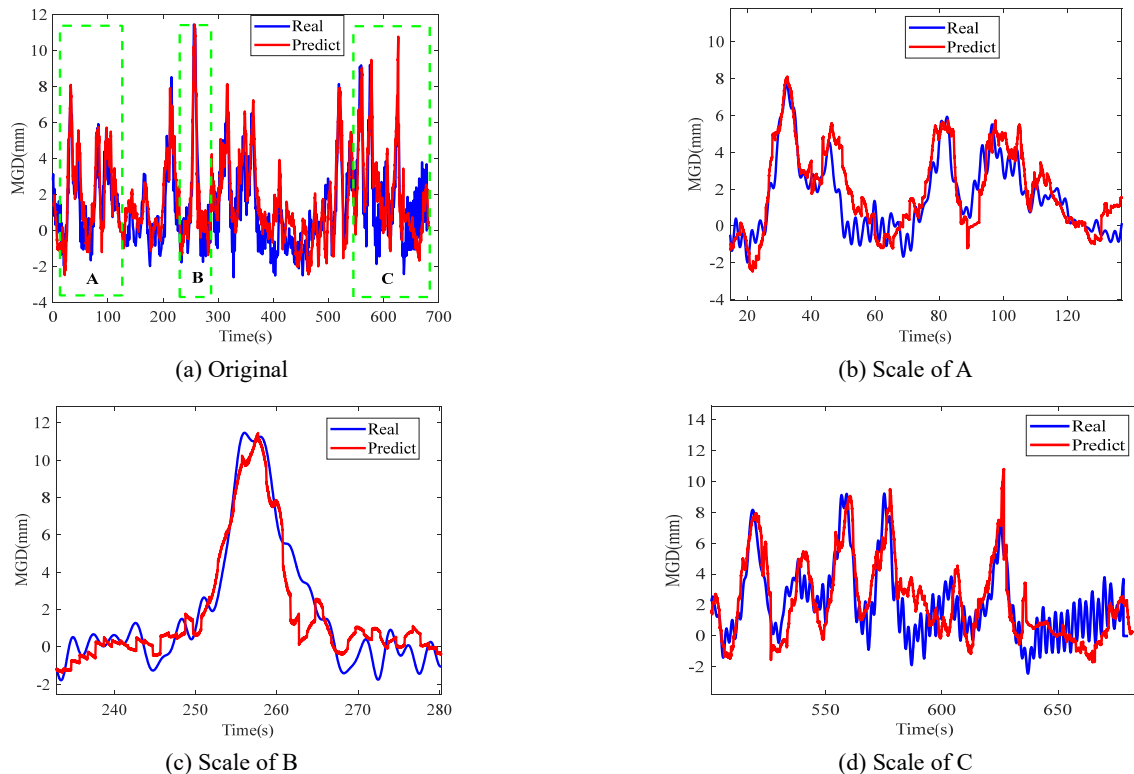 12
10
8
6
4
2
0
-2
-4
MGD(mm)
Real
Predict
A
B
C
0 100 200 300 400 500 600 700
Time(s)
(a) Original
12
8
4
0
-4
MGD(mm)
Real
Predict
20 40 60 80 100 120
Time(s)
(b) Scale of A
12
10
8
6
4
2
0
-2
MGD(mm)
Real
Predict
240 250 260 270 280
Time(s)
(c) Scale of B
14
12
10
8
6
4
2
0
-2
MGD(mm)
Real
Predict
550 600 650
Time(s)
(d) Scale of C